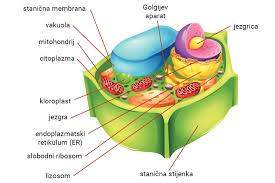 stanična membrana
vakuola
mitohondrij
citoplazma
Golgijev
aparat
jezgrica
kloroplast
jezgra
endoplazmatski
retikulum (ER)
slobodni ribosom
lizosom
stanična stijenka